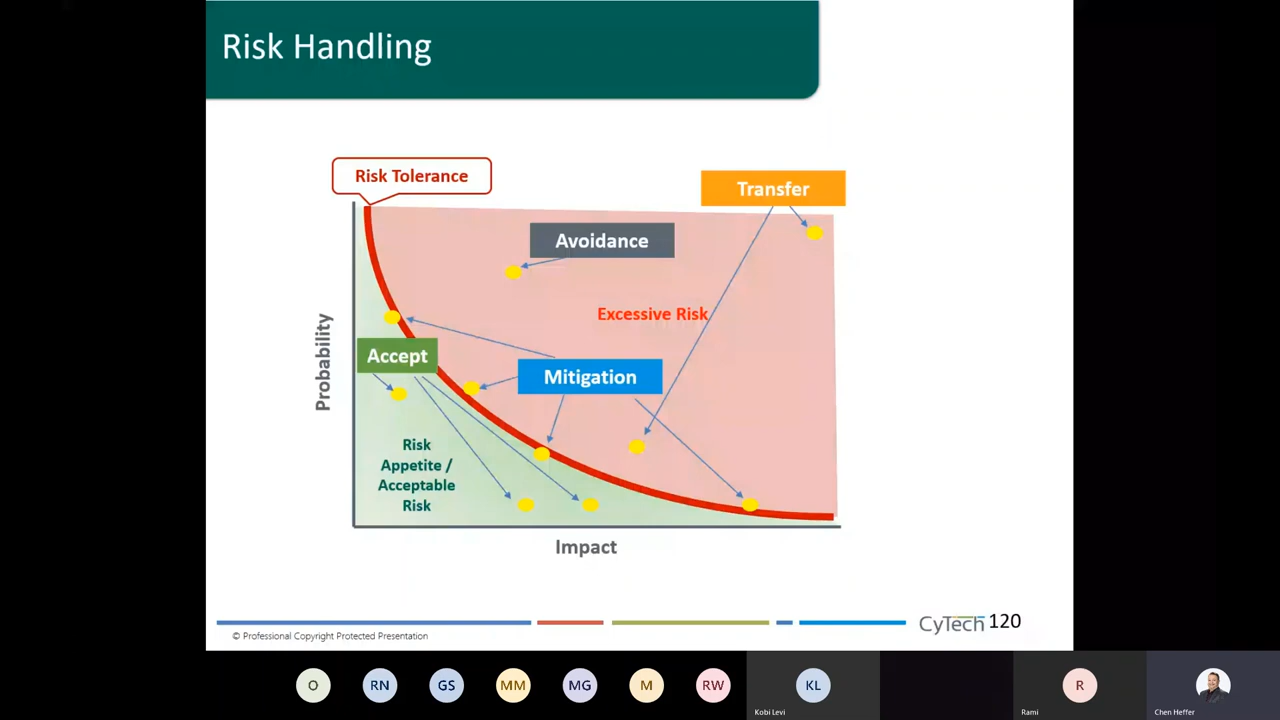 Risk Handling
Risk Tolerance
Transfer
Avoidance
Excessive Risk
Probability
Accept
Mitigation
Risk
Appetite /
Acceptable
Risk
Impact
© Professional Copyright Protected Presentation
CyTech 120
O
RN
GS
MM
MG
M
RW
KL
R
Kobi Levi
Rami
Chen Heffer